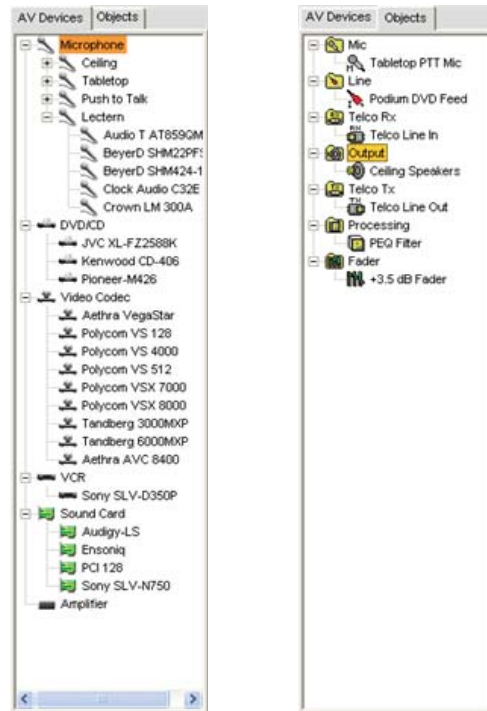 AV Devices Objects
Microphone
Ceiling
Tabletop
Push to Talk
Lectern
Audio T AT859QM
BeyerD SHM22PFS
BeyerD SHM424-1
Clock Audio C32E
Crown LM 300A
DVD/CD
JVC XL-FZ258BK
Kenwood CD-406
Pioneer-M426
Video Codec
Aethra VegaStar
Polycom VS 128
Polycom VS 4000
Polycom VS 512
Polycom VSX 7000
Polycom VSX 8000
Tandberg 3000MXP
Tandberg 6000MXP
Aethra AVC 8400
VCR
Sony SLV-D350P
Sound Card
Audigy-LS
Ensoniq
PCI 128
Sony SLV-N750
Amplifier
AV Devices Objects
Mic
Tabletop PTT Mic
Line
Podium DVD Feed
Telco Rx
Telco Line In
Output
Ceiling Speakers
Telco Tx
Telco Line Out
Processing
PEQ Filter
Fader
+3.5 dB Fader